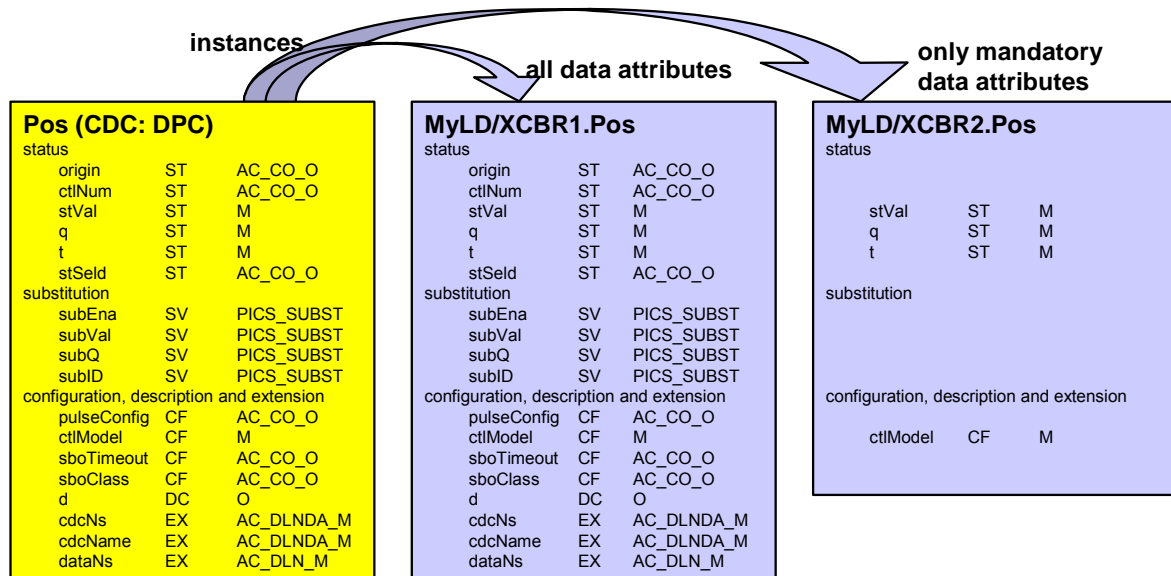 instances
all data attributes
only mandatory
data attributes
Pos (CDC: DPC)
status
origin ST AC_CO_O
ctlNum ST AC_CO_O
stVal ST M
q ST M
t ST M
stSeld ST AC_CO_O
substitution
subEna SV PICS_SUBST
subVal SV PICS_SUBST
subQ SV PICS_SUBST
subID SV PICS_SUBST
configuration, description and extension
pulseConfig CF AC_CO_O
ctlModel CF M
sboTimeout CF AC_CO_O
sboClass CF AC_CO_O
d DC O
cdcNs EX AC_DLNDA_M
cdcName EX AC_DLNDA_M
dataNs EX AC_DLN_M
MyLD/XCBR1.Pos
status
origin ST AC_CO_O
ctlNum ST AC_CO_O
stVal ST M
q ST M
t ST M
stSeld ST AC_CO_O
substitution
subEna SV PICS_SUBST
subVal SV PICS_SUBST
subQ SV PICS_SUBST
subID SV PICS_SUBST
configuration, description and extension
pulseConfig CF AC_CO_O
ctlModel CF M
sboTimeout CF AC_CO_O
sboClass CF AC_CO_O
d DC O
cdcNs EX AC_DLNDA_M
cdcName EX AC_DLNDA_M
dataNs EX AC_DLN_M
MyLD/XCBR2.Pos
status
stVal ST M
q ST M
t ST M
substitution
configuration, description and extension
ctlModel CF M